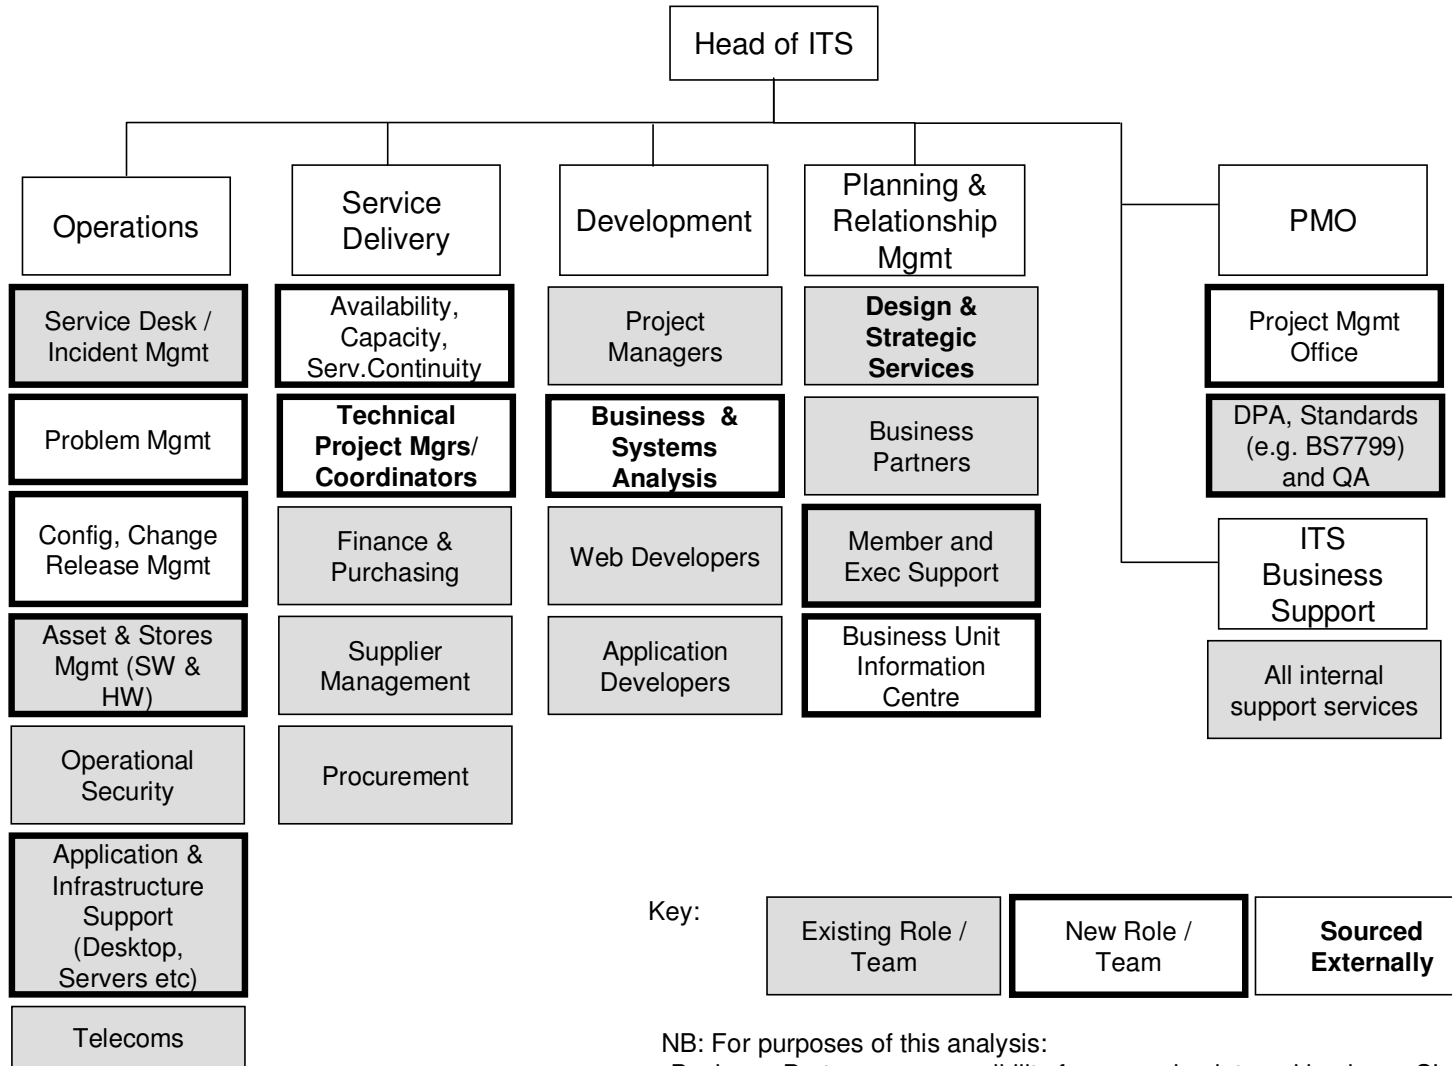 Head of ITS
Operations
Service
Delivery
Development
Planning &
Relationship
Mgmt
PMO
Service Desk /
Incident Mgmt
Problem Mgmt
Config, Change
Release Mgmt
Asset & Stores
Mgmt (SW &
HW)
Operational
Security
Application &
Infrastructure
Support
(Desktop,
Servers etc)
Telecoms
Availability,
Capacity,
Serv.Continuity
Technical
Project Mgrs/
Coordinators
Finance &
Purchasing
Supplier
Management
Procurement
Project
Managers
Business & 
Systems
Analysis
Web Developers
Application
Developers
Design &
Strategic
Services
Business
Partners
Member and
Exec Support
Business Unit
Information
Centre
Project Mgmt
Office
DPA, Standards
(e.g. BS7799)
and QA
ITS
Business
Support
All internal
support services
Key:
Existing Role /
Team
New Role /
Team
Sourced
Externally
NB: For purposes of this analysis: